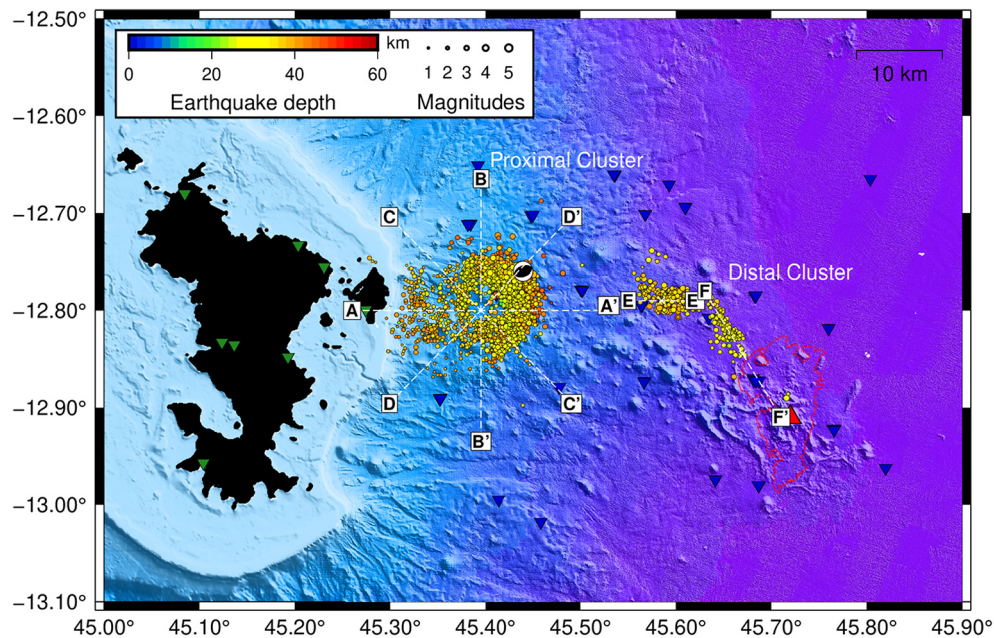 −12.50°
−12.60°
−12.70°
−12.80°
−12.90°
−13.00°
−13.10°
km
0 20 40 60
Earthquake depth
1 2 3 4 5
Magnitudes
10 km
Proximal Cluster
B
C
D'
Distal Cluster
A
A'
E
E'
F
D
C'
F'
B'
45.00° 45.10° 45.20° 45.30° 45.40° 45.50° 45.60° 45.70° 45.80° 45.90°